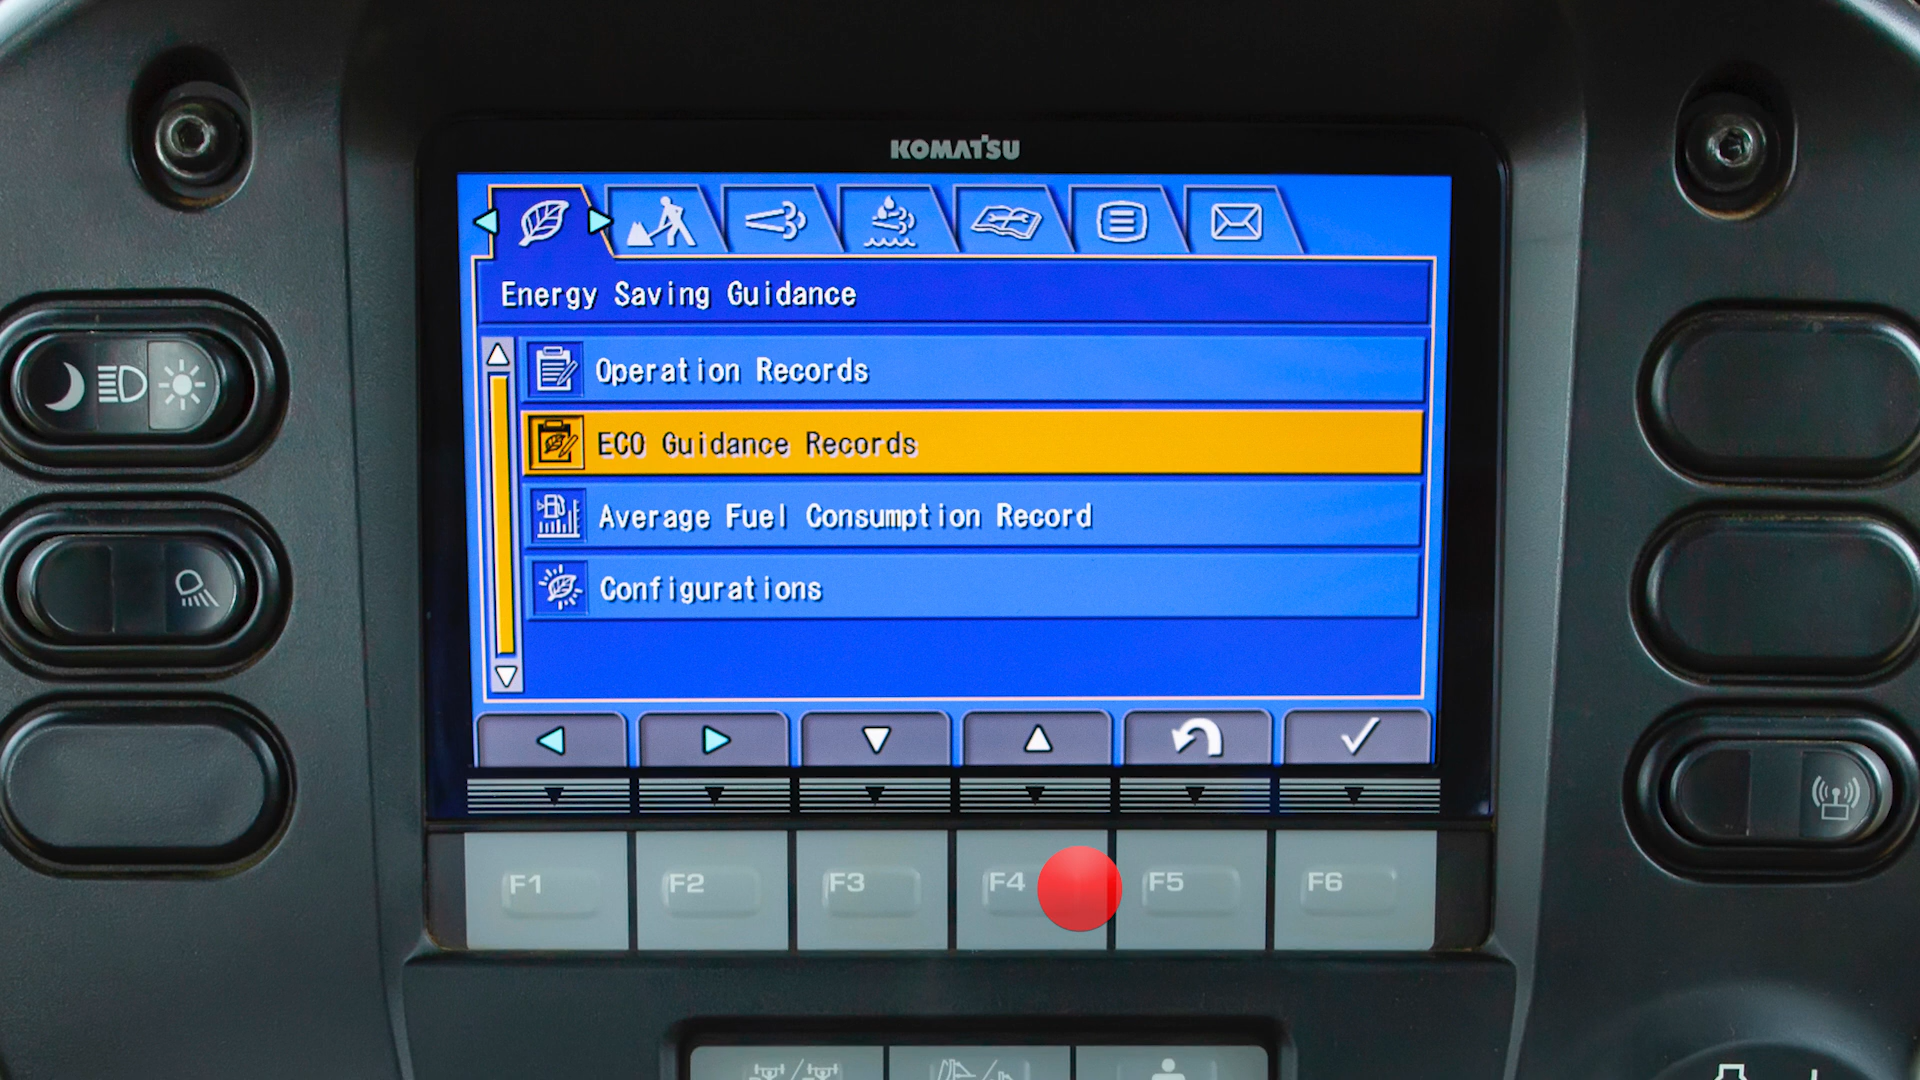 KOMATSU
Energy Saving Guidance
Operation Records
ECO Guidance Records
Average Fuel Consumption Record
Configurations
F1 F2 F3 F4 F5 F6